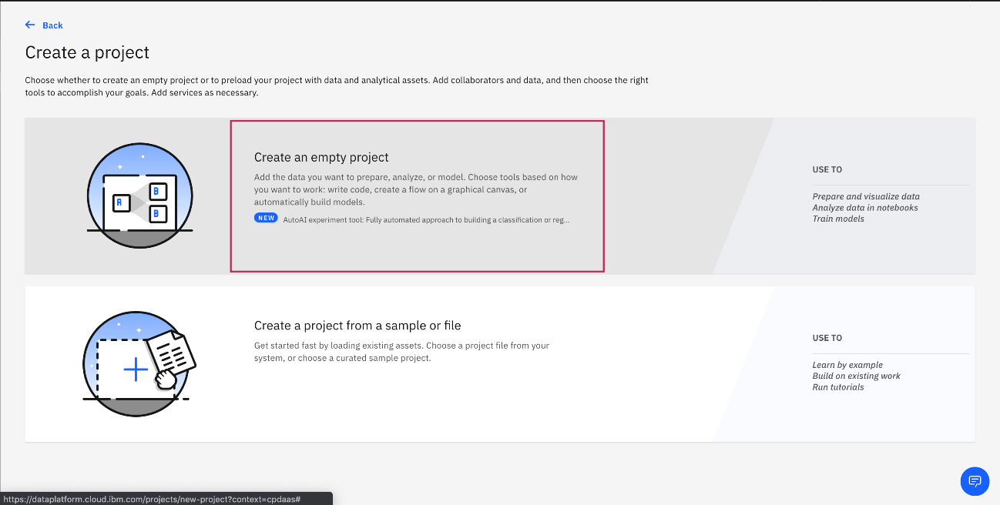 Back
Create a project
Choose whether to create an empty project or to preload your project with data and analytical assets. Add collaborators and data, and then choose the right
tools to accomplish your goals. Add services as necessary.
A
B
B
Create an empty project
Add the data you want to prepare, analyze, or model. Choose tools based on how
you want to work: write code, create a flow on a graphical canvas, or
automatically build models.
NEW AutoAI experiment tool: Fully automated approach to building a classification or reg...
USE TO
Prepare and visualize data
Analyze data in notebooks
Train models
Create a project from a sample or file
Get started fast by loading existing assets. Choose a project file from your
system, or choose a curated sample project.
USE TO
Learn by example
Build on existing work
Run tutorials
https://dataplatform.cloud.ibm.com/projects/new-project?context=cpdaas#